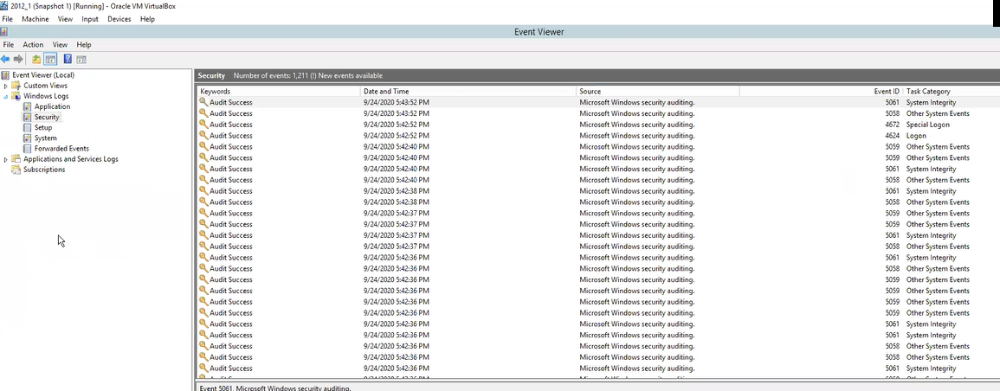 2012_1 (Snapshot 1) [Running] - Oracle VM VirtualBox
File Machine View Input Devices Help
Event Viewer
File Action View Help
Event Viewer (Local)
Custom Views
Windows Logs
Application
Security
Setup
System
Forwarded Events
Applications and Services Logs
Subscriptions
Security Number of events: 1,211 (!) New events available
Keywords Date and Time Source Event ID Task Category
Audit Success 9/24/2020 5:43:52 PM Microsoft Windows security auditing. 5061 System Integrity
Audit Success 9/24/2020 5:43:52 PM Microsoft Windows security auditing. 5058 Other System Events
Audit Success 9/24/2020 5:42:52 PM Microsoft Windows security auditing. 4672 Special Logon
Audit Success 9/24/2020 5:42:52 PM Microsoft Windows security auditing. 4624 Logon
Audit Success 9/24/2020 5:42:40 PM Microsoft Windows security auditing. 5059 Other System Events
Audit Success 9/24/2020 5:42:40 PM Microsoft Windows security auditing. 5059 Other System Events
Audit Success 9/24/2020 5:42:40 PM Microsoft Windows security auditing. 5061 System Integrity
Audit Success 9/24/2020 5:42:40 PM Microsoft Windows security auditing. 5058 Other System Events
Audit Success 9/24/2020 5:42:38 PM Microsoft Windows security auditing. 5061 System Integrity
Audit Success 9/24/2020 5:42:38 PM Microsoft Windows security auditing. 5058 Other System Events
Audit Success 9/24/2020 5:42:37 PM Microsoft Windows security auditing. 5059 Other System Events
Audit Success 9/24/2020 5:42:37 PM Microsoft Windows security auditing. 5059 Other System Events
Audit Success 9/24/2020 5:42:37 PM Microsoft Windows security auditing. 5061 System Integrity
Audit Success 9/24/2020 5:42:37 PM Microsoft Windows security auditing. 5058 Other System Events
Audit Success 9/24/2020 5:42:36 PM Microsoft Windows security auditing. 5061 System Integrity
Audit Success 9/24/2020 5:42:36 PM Microsoft Windows security auditing. 5058 Other System Events
Audit Success 9/24/2020 5:42:36 PM Microsoft Windows security auditing. 5059 Other System Events
Audit Success 9/24/2020 5:42:36 PM Microsoft Windows security auditing. 5059 Other System Events
Audit Success 9/24/2020 5:42:36 PM Microsoft Windows security auditing. 5059 Other System Events
Audit Success 9/24/2020 5:42:36 PM Microsoft Windows security auditing. 5059 Other System Events
Audit Success 9/24/2020 5:42:36 PM Microsoft Windows security auditing. 5061 System Integrity
Audit Success 9/24/2020 5:42:36 PM Microsoft Windows security auditing. 5061 System Integrity
Audit Success 9/24/2020 5:42:36 PM Microsoft Windows security auditing. 5058 Other System Events
Audit Success 9/24/2020 5:42:36 PM Microsoft Windows security auditing. 5058 Other System Events
Audit Success 9/24/2020 5:42:36 PM Microsoft Windows security auditing. 5061 System Integrity
Event 5061, Microsoft Windows security auditing.